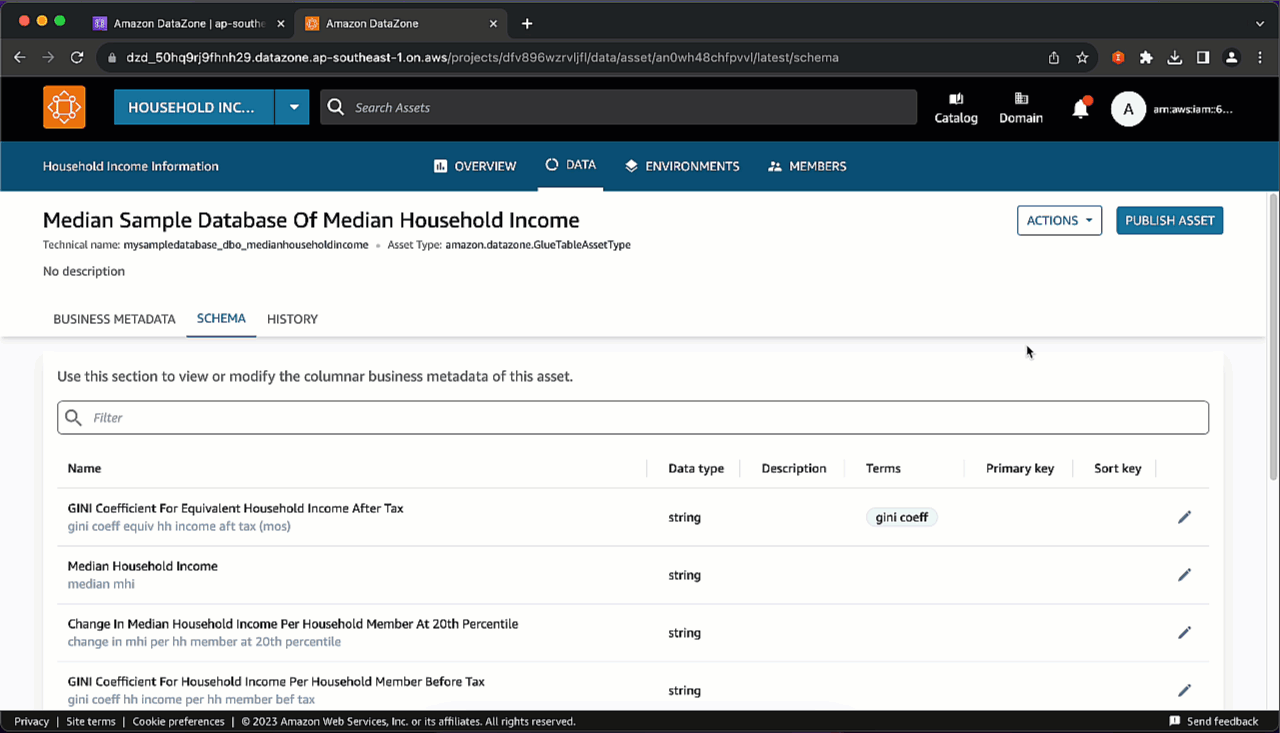 Amazon DataZone | ap-southe
Amazon DataZone
dzd_50hq9rj9fhnh29.datazone.ap-southeast-1.on.aws/projects/dfv896wzrvljfl/data/asset/an0wh48chfpvvl/latest/schema
HOUSEHOLD INC...
Search Assets
Catalog
Domain
A
arn:aws:iam::6...
Household Income Information
OVERVIEW
DATA
ENVIRONMENTS
MEMBERS
Median Sample Database Of Median Household Income
ACTIONS
PUBLISH ASSET
Technical name: mysampledatabase_dbo_medianhouseholdincome • Asset Type: amazon.datazone.GlueTableAssetType
No description
BUSINESS METADATA
SCHEMA
HISTORY
Use this section to view or modify the columnar business metadata of this asset.
Filter
Name Data type Description Terms Primary key Sort key
GINI Coefficient For Equivalent Household Income After Tax
gini coeff equiv hh income aft tax (mos)
string
gini coeff
Median Household Income
median mhi
string
Change In Median Household Income Per Household Member At 20th Percentile
change in mhi per hh member at 20th percentile
string
GINI Coefficient For Household Income Per Household Member Before Tax
gini coeff hh income per hh member bef tax
string
Privacy | Site terms | Cookie preferences | © 2023 Amazon Web Services, Inc. or its affiliates. All rights reserved.
Send feedback